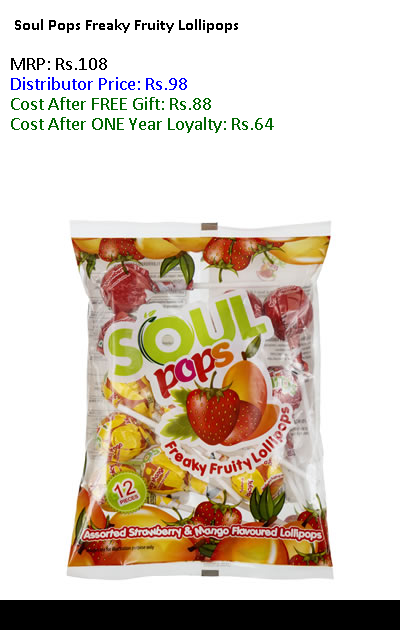 Soul Pops Freaky Fruity Lollipops
MRP: Rs.108
Distributor Price: Rs.98
Cost After FREE Gift: Rs.88
Cost After ONE Year Loyalty: Rs.64
SOUL
pops
Freaky Fruity Lollipops
12
PIECES
Assorted Strawberry & Mango Flavoured Lollipops